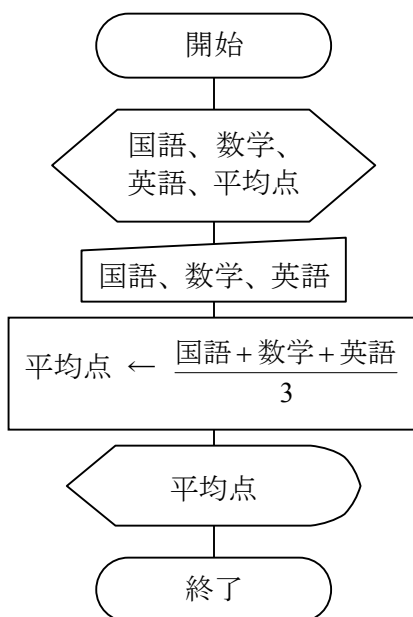 開始
国語、数学、
英語、平均点
国語、数学、英語
平均点 ← 国語+数学+英語
3
平均点
終了